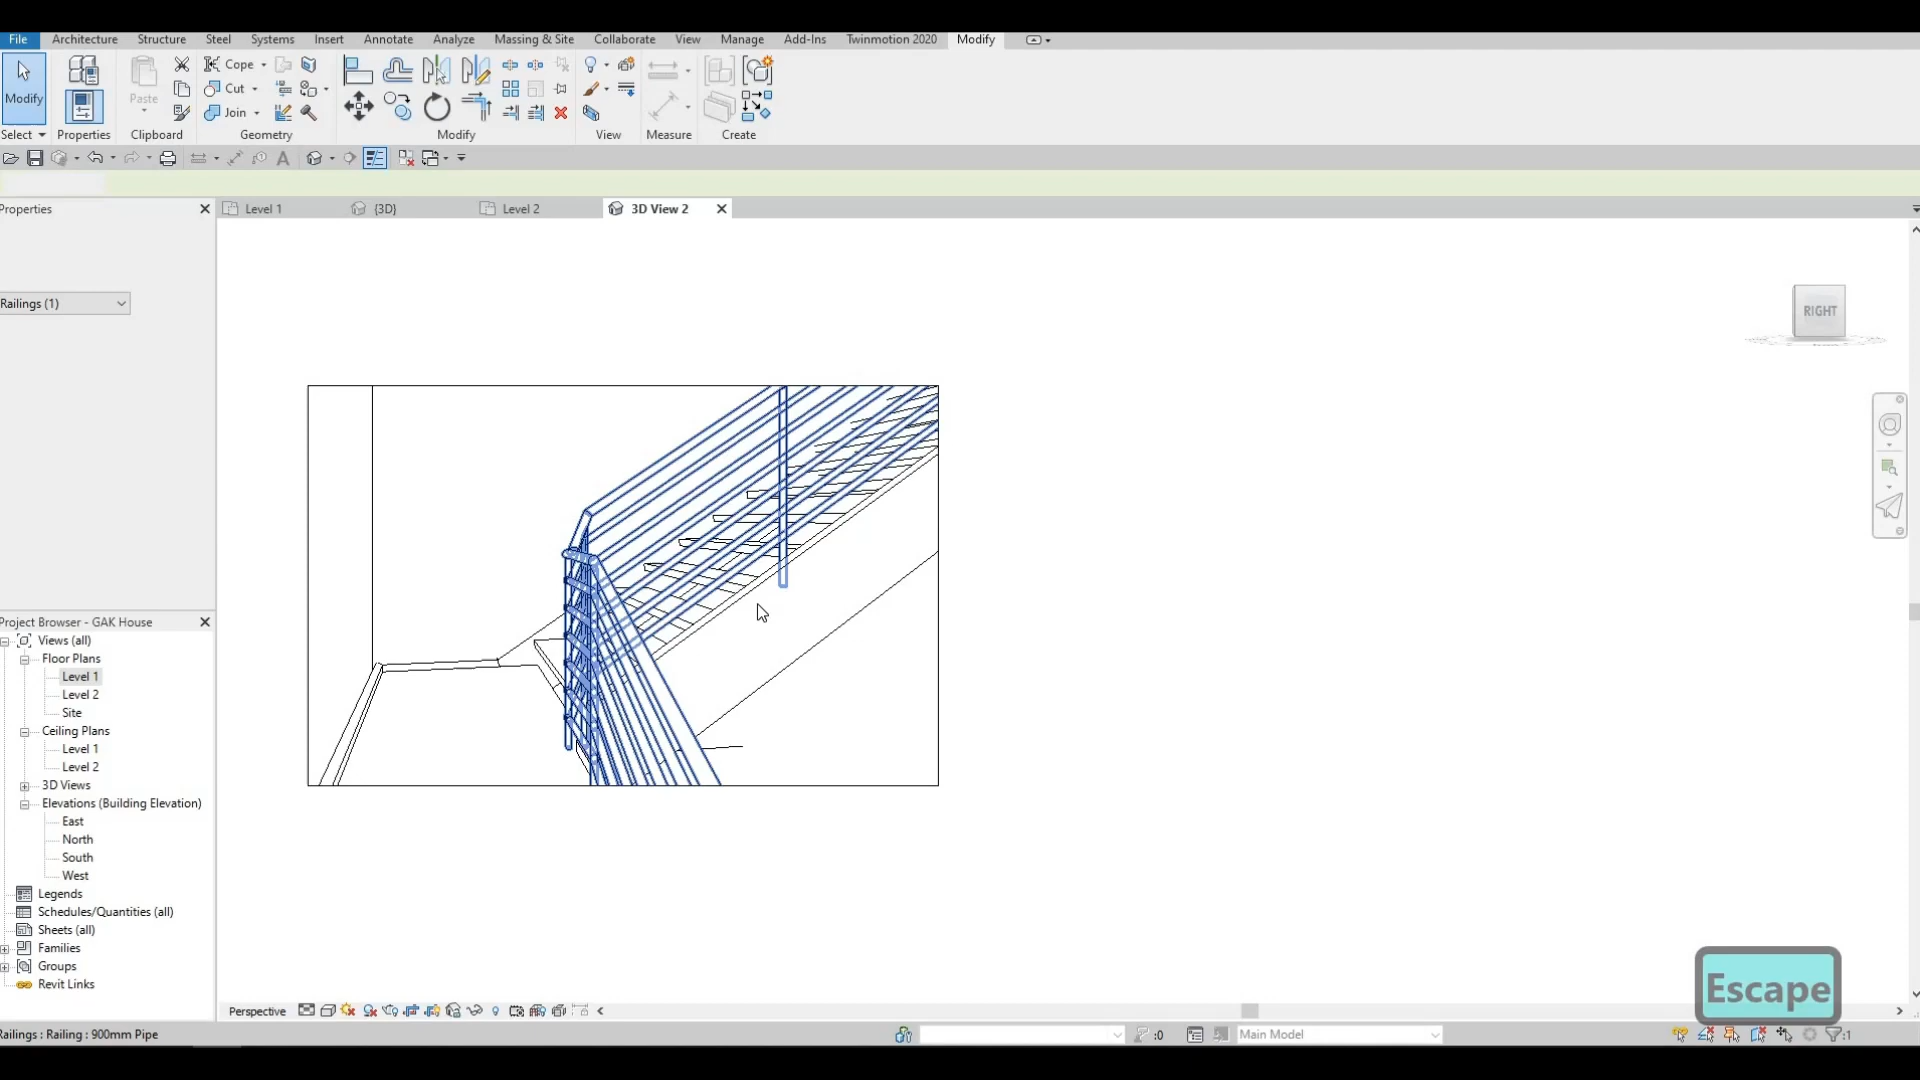 File Architecture Structure Steel Systems Insert Annotate Analyze Massing & Site Collaborate View Manage Add-Ins Twinmotion 2020 Modify
Cope
Modify Paste Cut
Join
Select Properties Clipboard Geometry Modify View Measure Create
Properties
Level 1 {3D} Level 2 3D View 2
Railings (1)
RIGHT
Project Browser - GAK House
Views (all)
Floor Plans
Level 1
Level 2
Site
Ceiling Plans
Level 1
Level 2
3D Views
Elevations (Building Elevation)
East
North
South
West
Legends
Schedules/Quantities (all)
Sheets (all)
Families
Groups
Revit Links
Escape
Perspective
Railings : Railing : 900mm Pipe :0 Main Model :1